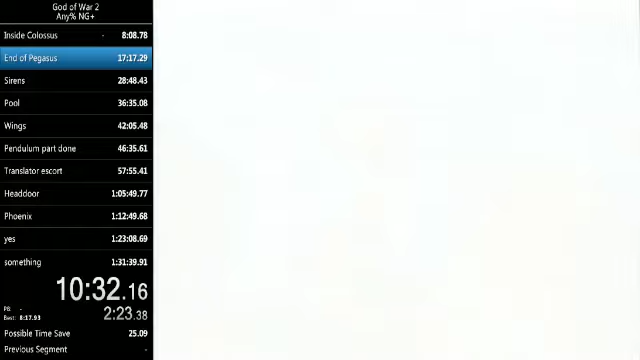 God of War 2
Any% NG+
Inside Colossus - 8:08.78
End of Pegasus 17:17.29
Sirens 28:48.43
Pool 36:35.08
Wings 42:05.48
Pendulum part done 46:35.61
Translator escort 57:55.41
Headdoor 1:05:49.77
Phoenix 1:12:49.68
yes 1:23:08.69
something 1:31:39.91
10:32.16
PB: -
Best: 8:17.93 2:23.38
Possible Time Save 25.09
Previous Segment -